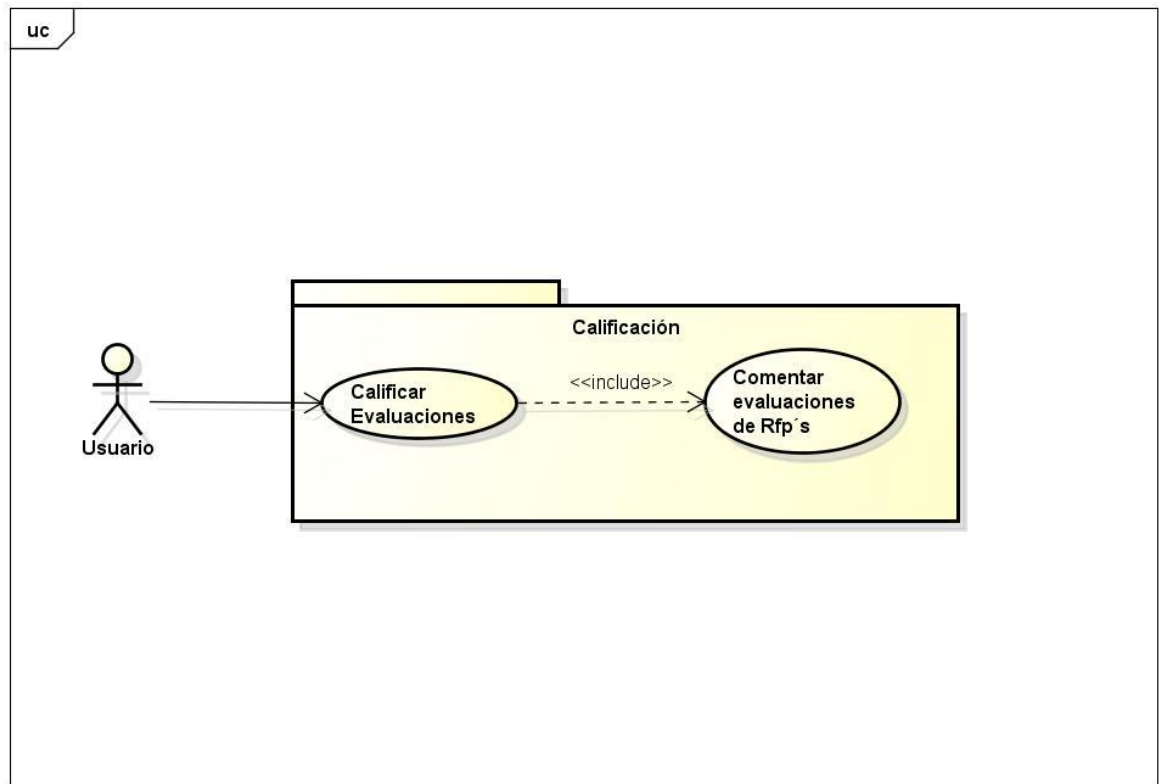 uc
Calificación
Usuario
Calificar
Evaluaciones
<<include>>
Comentar
evaluaciones
de Rfp´s